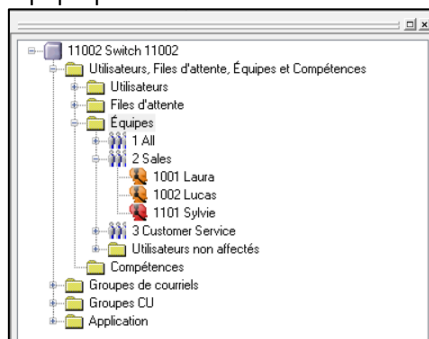 11002 Switch 11002
Utilisateurs, Files d'attente, Équipes et Compétences
Utilisateurs
Files d'attente
Équipes
1 All
2 Sales
1001 Laura
1002 Lucas
1101 Sylvie
3 Customer Service
Utilisateurs non affectés
Compétences
Groupes de courriels
Groupes CU
Application